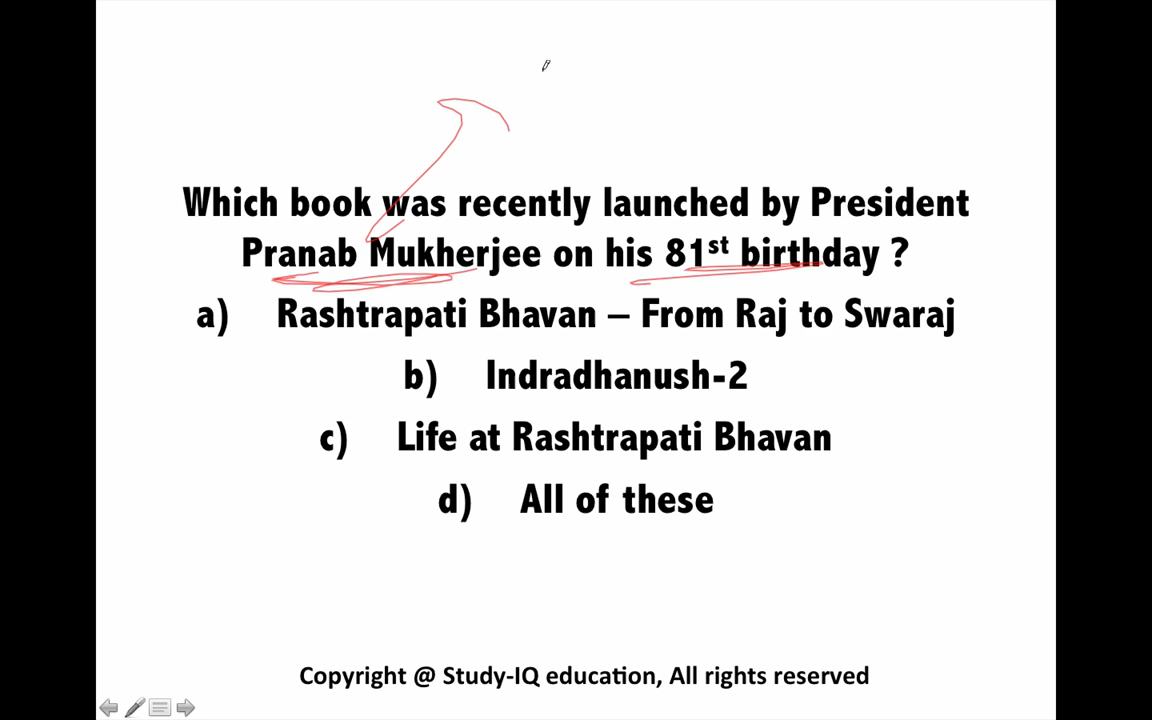 Which book was recently launched by President
Pranab Mukherjee on his 81st birthday ?
a) Rashtrapati Bhavan – From Raj to Swaraj
b) Indradhanush-2
c) Life at Rashtrapati Bhavan
d) All of these
Copyright @ Study-IQ education, All rights reserved